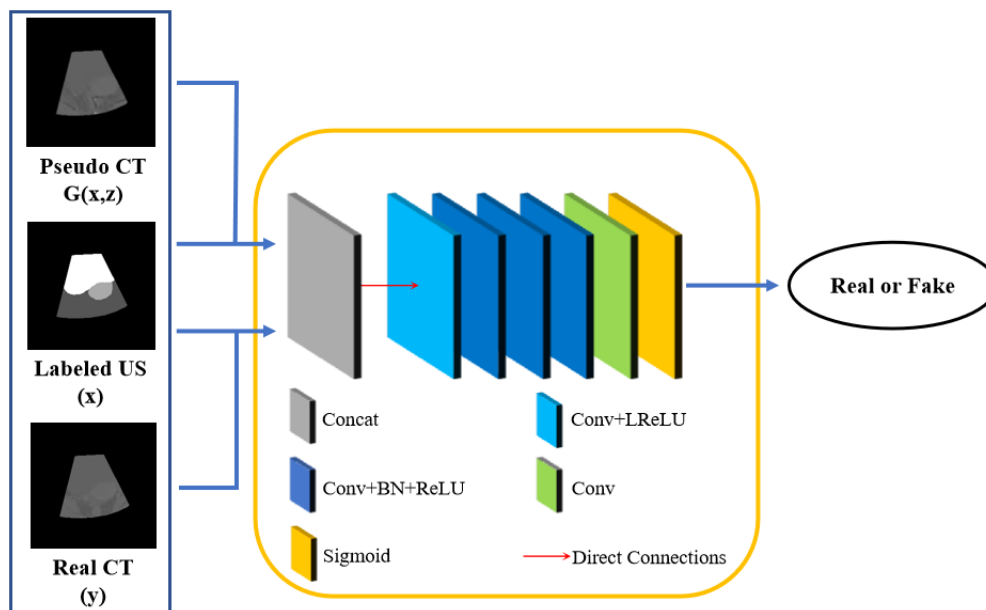 Pseudo CT
G(x,z)
Labeled US
(x)
Real CT
(y)
Concat
Conv+LReLU
Conv+BN+ReLU
Conv
Sigmoid
Direct Connections
Real or Fake